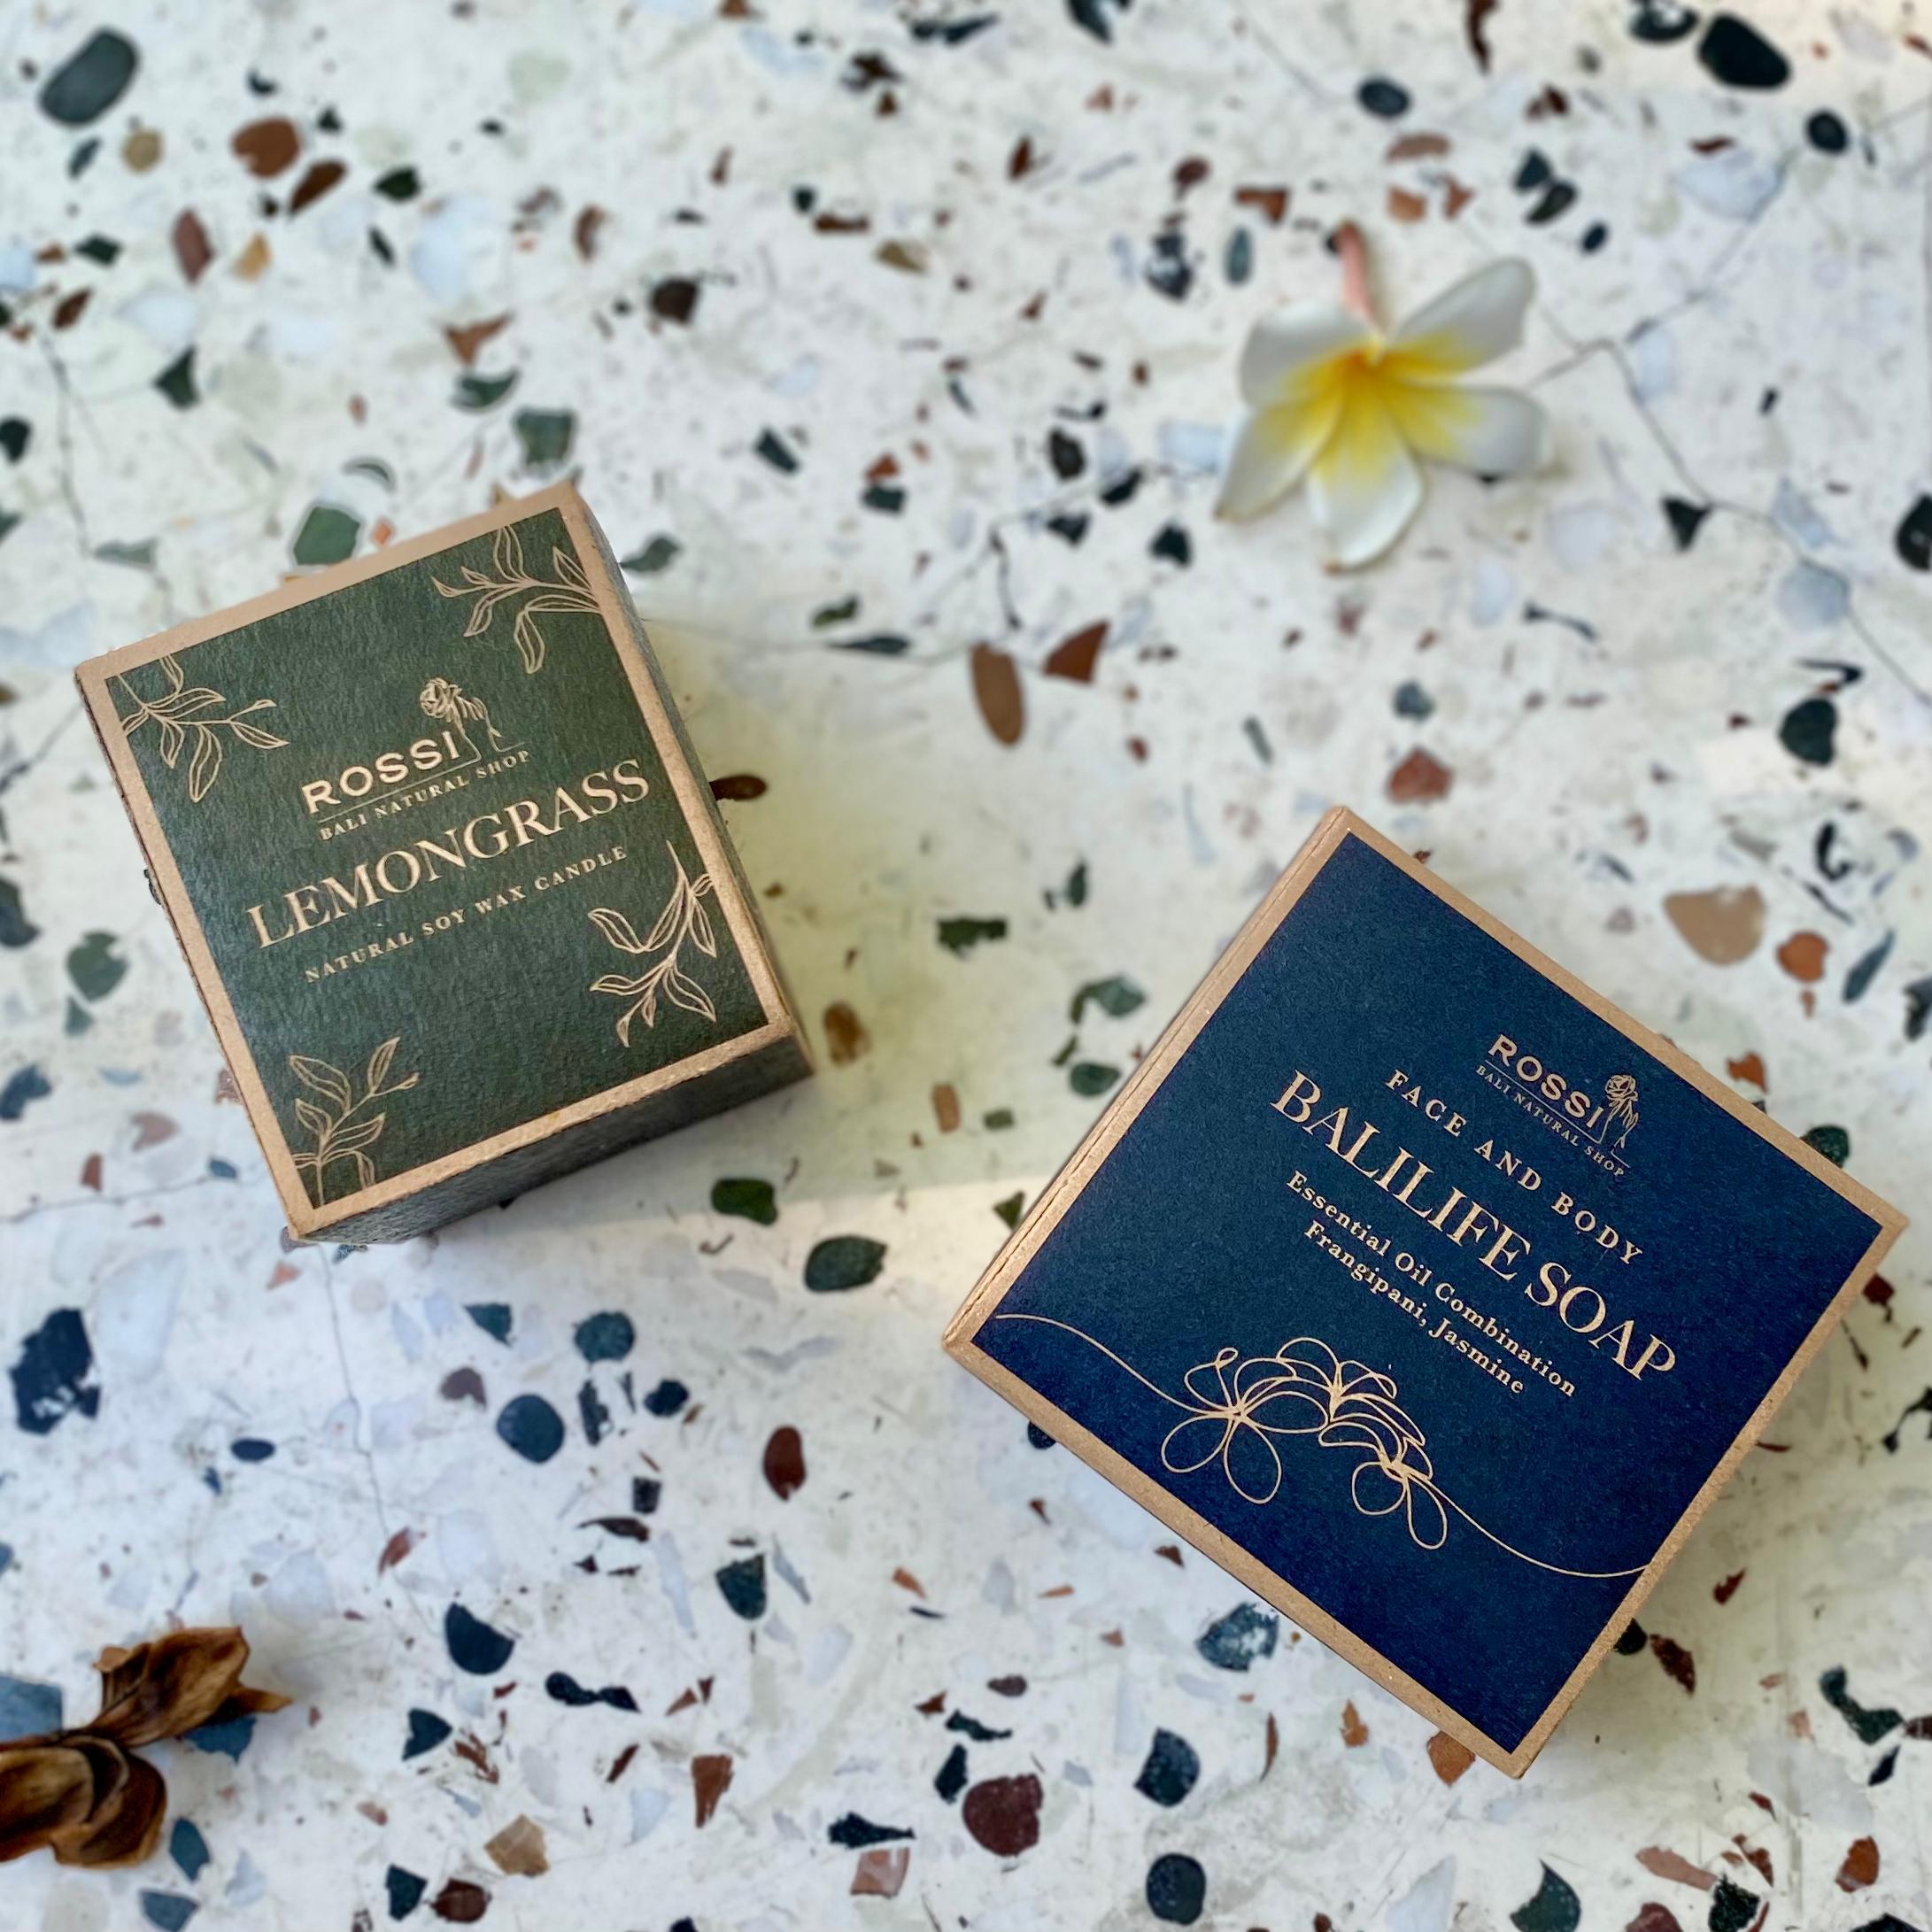 ROSSI
BALI NATURAL SHOP
LEMONGRASS
NATURAL SOY WAX CANDLE
ROSSI
BALI NATURAL SHOP
FACE AND BODY
BALILIFE SOAP
Essential Oil Combination
Frangipani, Jasmine